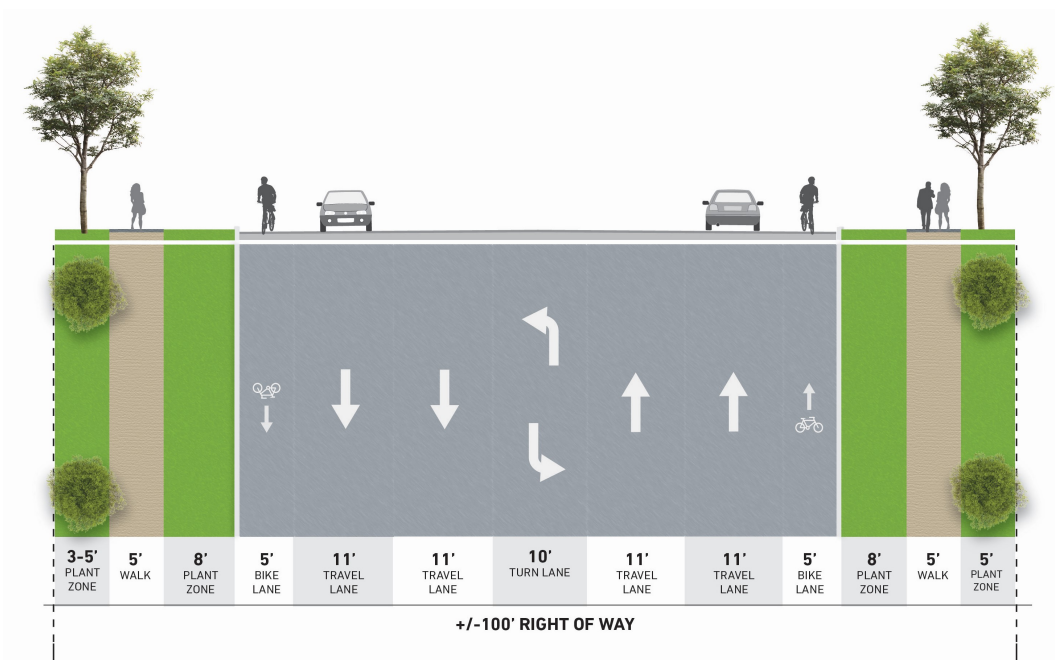 3-5’
PLANT
ZONE
5’
WALK
8’
PLANT
ZONE
5’
BIKE
LANE
11’
TRAVEL
LANE
11’
TRAVEL
LANE
10’
TURN LANE
11’
TRAVEL
LANE
11’
TRAVEL
LANE
5’
BIKE
LANE
8’
PLANT
ZONE
5’
WALK
5’
PLANT
ZONE
+/-100’ RIGHT OF WAY